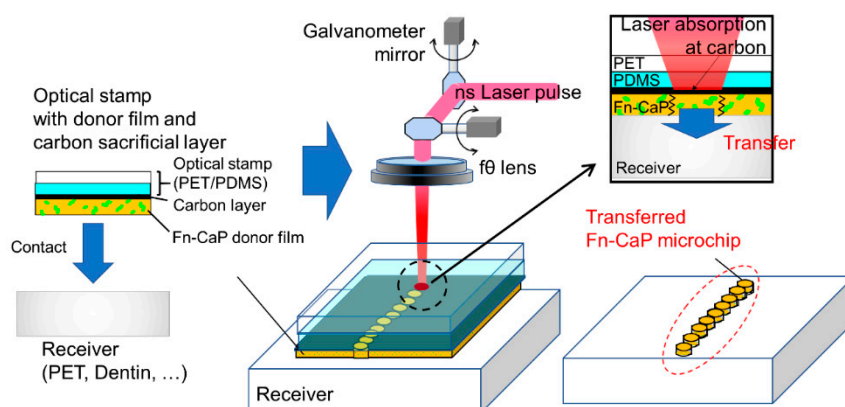 Optical stamp
with donor film and
carbon sacrificial layer
Optical stamp
(PET/PDMS)
Carbon layer
Fn-CaP donor film
Contact
Receiver
(PET, Dentin, …)
Galvanometer
mirror
ns Laser pulse
fθ lens
Receiver
Laser absorption
at carbon
PET
PDMS
Fn-CaP
Transfer
Receiver
Transferred
Fn-CaP microchip